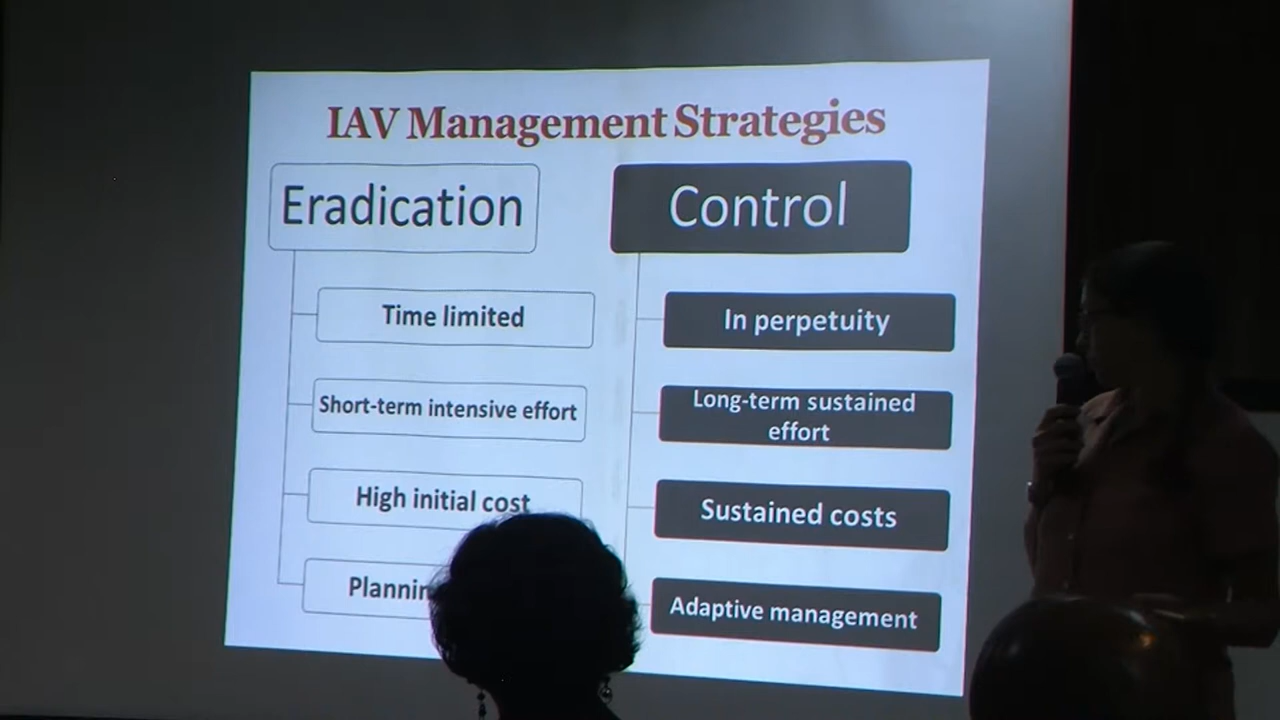 IAV Management Strategies
Eradication
Time limited
Short-term intensive effort
High initial cost
Control
In perpetuity
Long-term sustained
effort
Sustained costs
Adaptive management